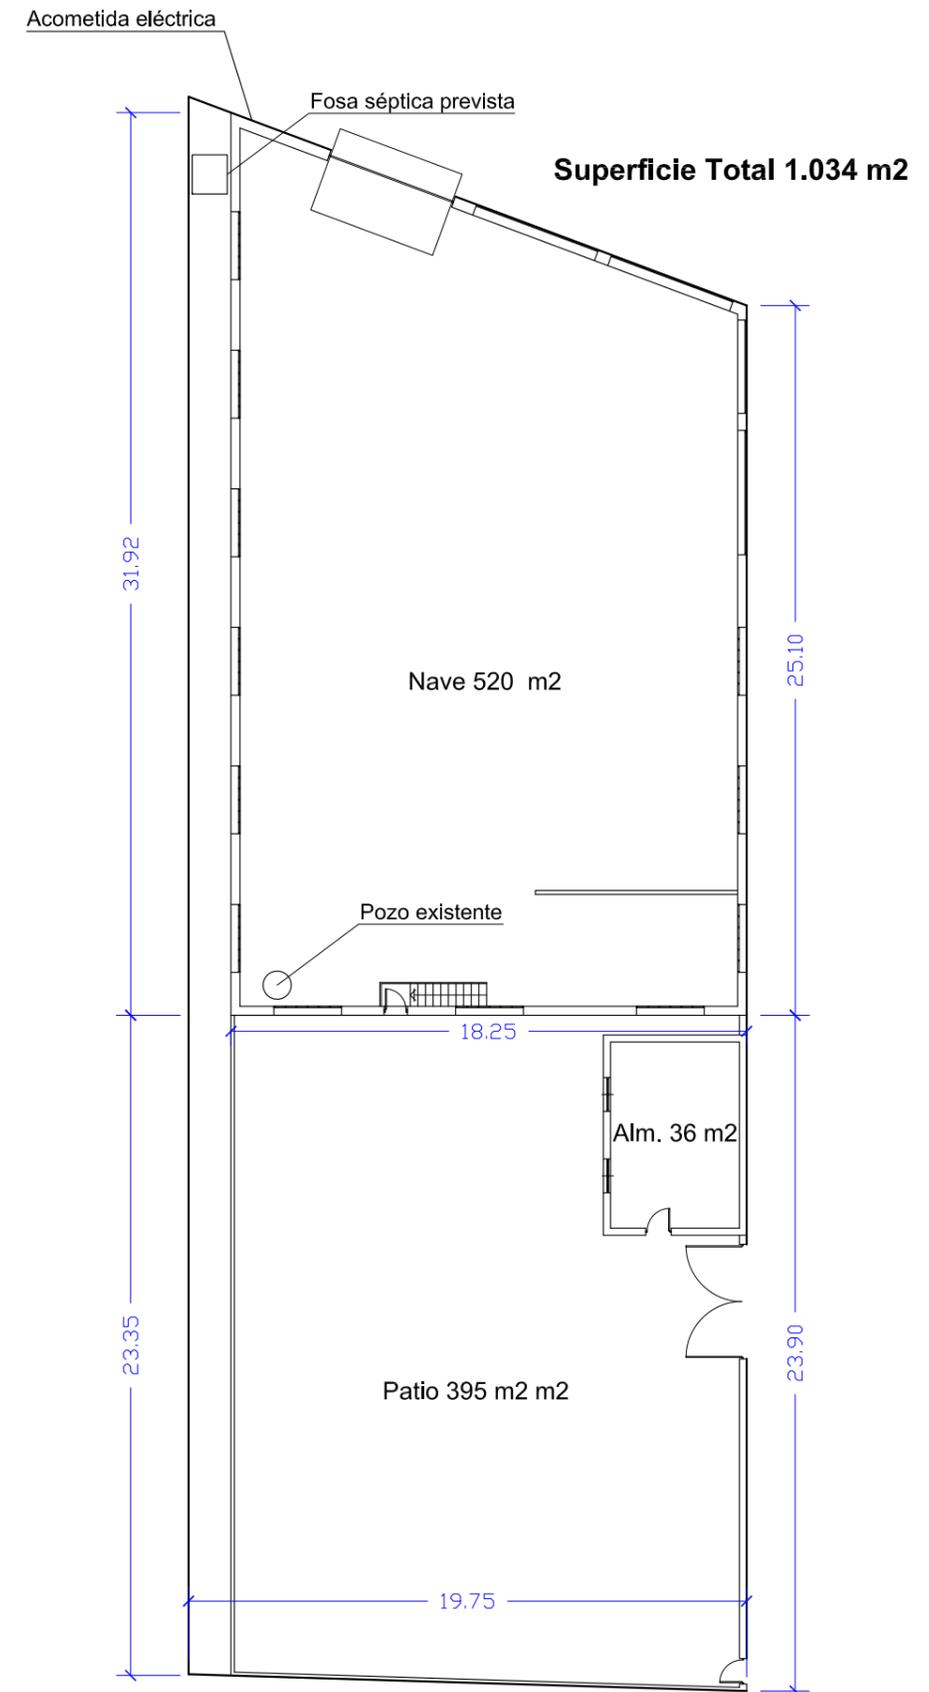 Acometida eléctrica
Fosa séptica prevista
Superficie Total 1.034 m2
31.92
25.10
Nave 520 m2
Pozo existente
18.25
Alm. 36 m2
23.35
23.90
Patio 395 m2 m2
19.75